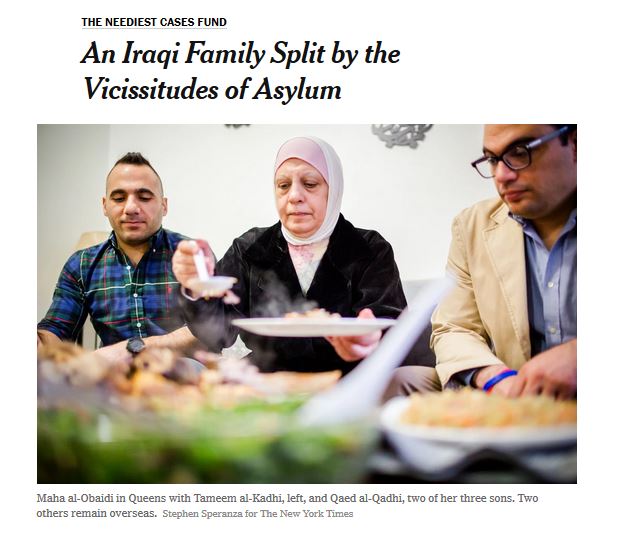 THE NEEDIEST CASES FUND
An Iraqi Family Split by the
Vicissitudes of Asylum
Maha al-Obaidi in Queens with Tameem al-Kadhi, left, and Qaed al-Qadhi, two of her three sons. Two
others remain overseas. Stephen Speranza for The New York Times